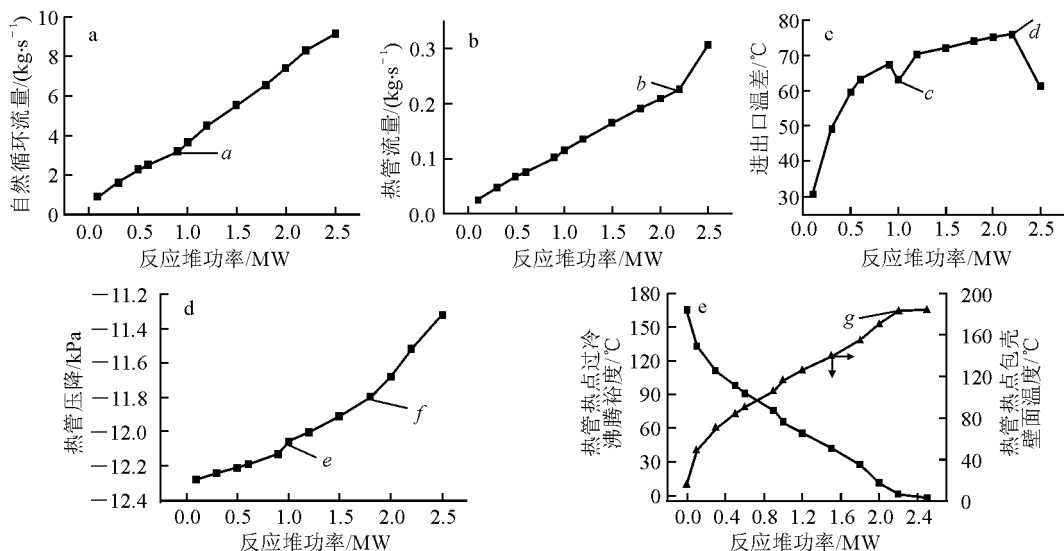 自然循环流量/(kg·s⁻¹)
10
8
6
4
2
0
a
a
0.0 0.5 1.0 1.5 2.0 2.5
反应堆功率/MW
热管流量/(kg·s⁻¹)
0.3
0.2
0.1
0.0
b
b
0.0 0.5 1.0 1.5 2.0 2.5
反应堆功率/MW
进出口温差/℃
80
70
60
50
40
30
c
c
d
0.0 0.5 1.0 1.5 2.0 2.5
反应堆功率/MW
热管压降/kPa
−11.2
−11.4
−11.6
−11.8
−12.0
−12.2
−12.4
d
e
f
0.0 0.5 1.0 1.5 2.0 2.5
反应堆功率/MW
热管热点过冷
沸腾裕度/℃
180
150
120
90
60
30
0
e
g
200
160
120
80
40
0
热管热点包壳
壁面温度/℃
0.0 0.4 0.8 1.2 1.6 2.0 2.4
反应堆功率/MW